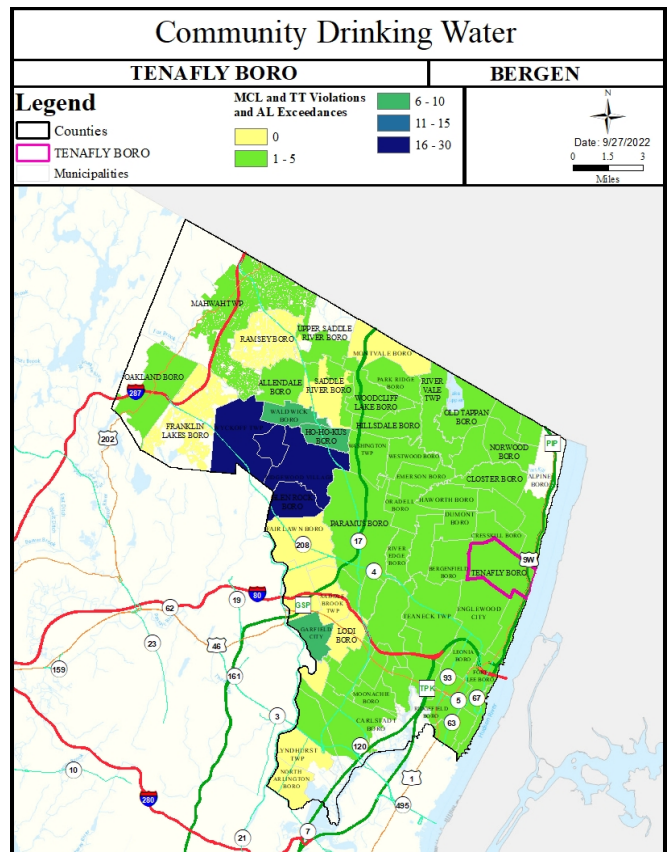 Community Drinking Water
TENAFLY BORO
BERGEN
Legend
Counties
TENAFLY BORO
Municipalities
MCL and TT Violations
and AL Exceedances
0
1 - 5
6 - 10
11 - 15
16 - 30
N
Date: 9/27/2022
0 1.5 3
Miles
MAHWAH TWP
RAMSEY BORO
UPPER SADDLE
RIVER BORO
MONTVALE BORO
OAKLAND BORO
287
ALLENDALE
BORO
SADDLE
RIVER BORO
PARK RIDGE
BORO
RIVER
VALE
TWP
WOODCLIFF
LAKE BORO
OLD TAPPAN
BORO
202
FRANKLIN
LAKES BORO
WALDWICK
BORO
HO-HO-KUS
BORO
HILLSDALE BORO
WASHINGTON
TWP
WESTWOOD BORO
NORWOOD
BORO
PIP
EMERSON BORO
CLOSTER BORO
ALPINE
BORO
GLEN ROCK
BORO
ORADELL
BORO
HAWORTH BORO
DUMONT
BORO
PARAMUS BORO
FAIR LAWN BORO
208
17
4
CRESSKILL BORO
RIVER
EDGE
BORO
BERGENFIELD
BORO
TENAFLY BORO
9W
80
19
62
GSP
SADDLE
BROOK
TWP
TEANECK TWP
ENGLEWOOD
CITY
GARFIELD
CITY
LODI
BORO
23
46
LEONIA
BORO
159
161
93
FORT
LEE BORO
TPK
5
67
MOONACHIE
BORO
RIDGEFIELD
BORO
63
3
CARLSTADT
BORO
120
LYNDHURST
TWP
NORTH
ARLINGTON
BORO
10
1
280
495
21
7